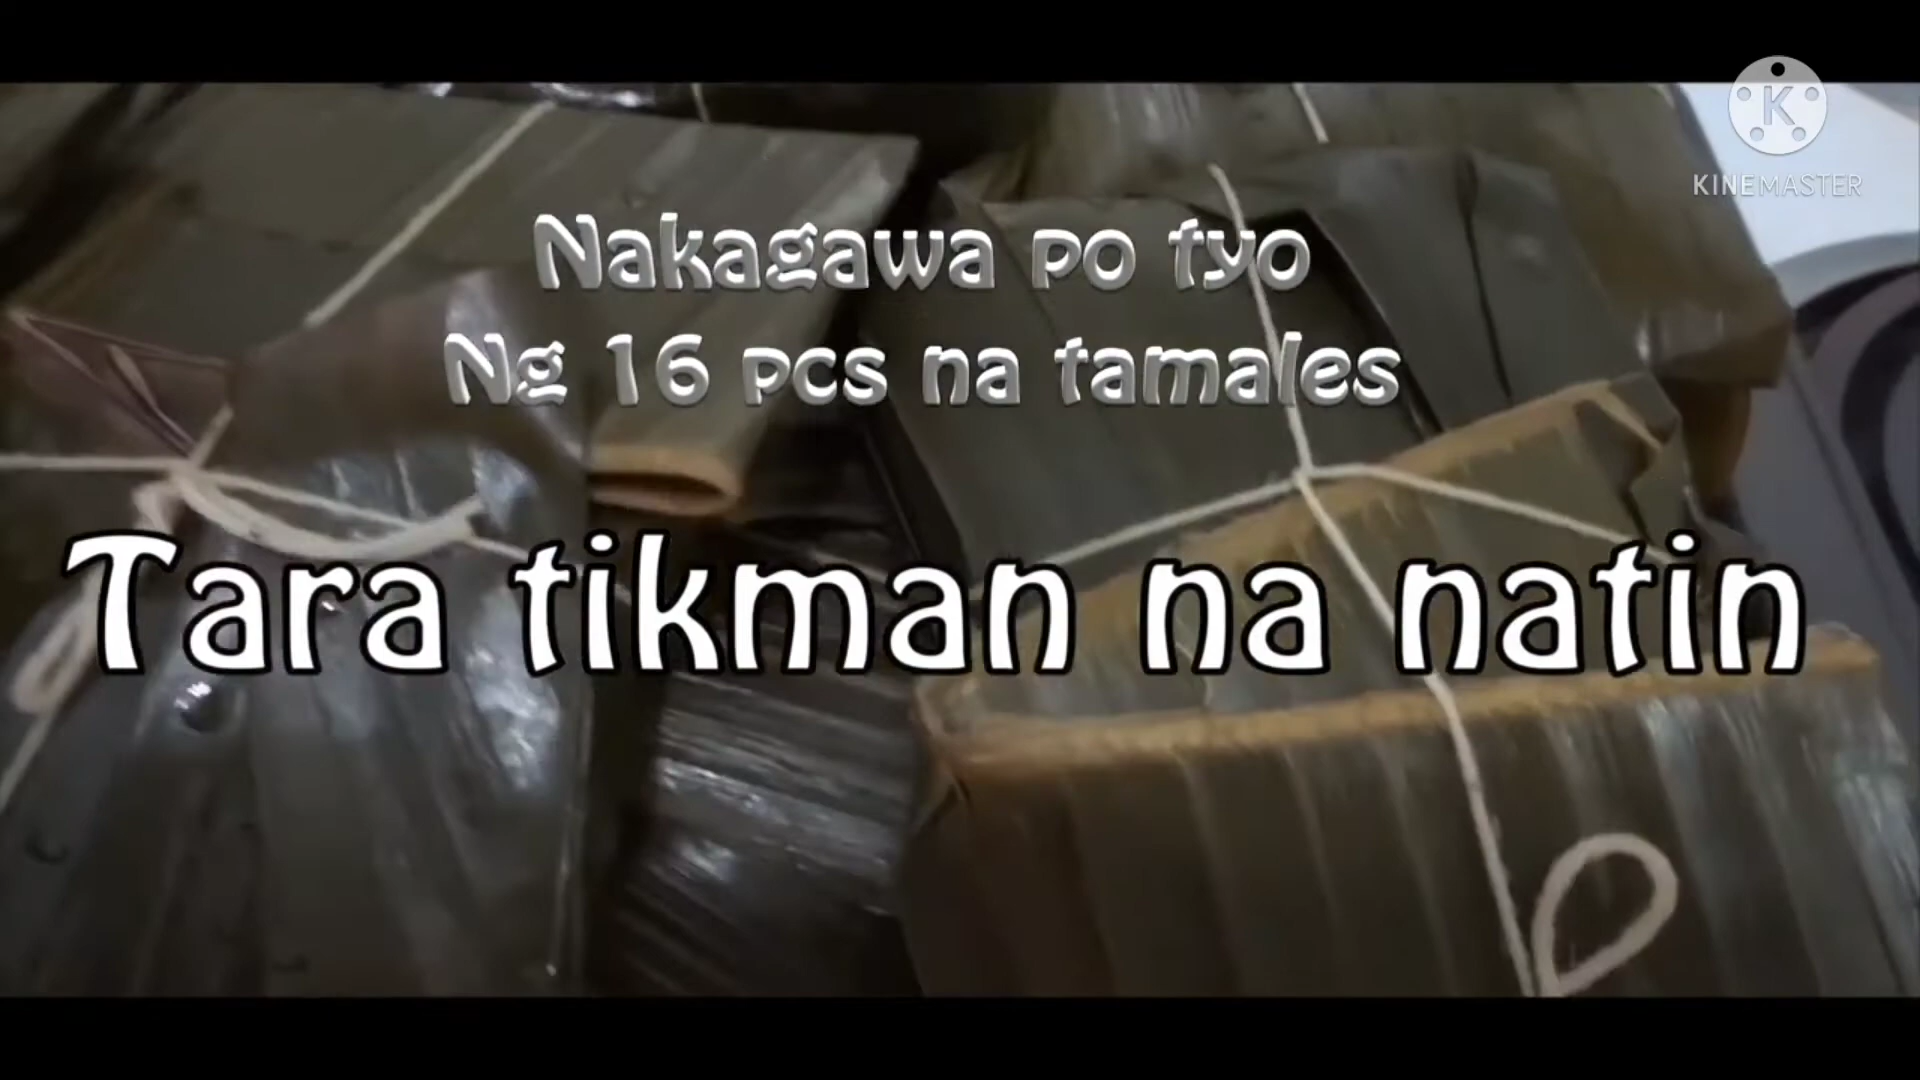 Nakagawa po tyo
Ng 16 pcs na tamales
Tara tikman na natin
K
KINEMASTER